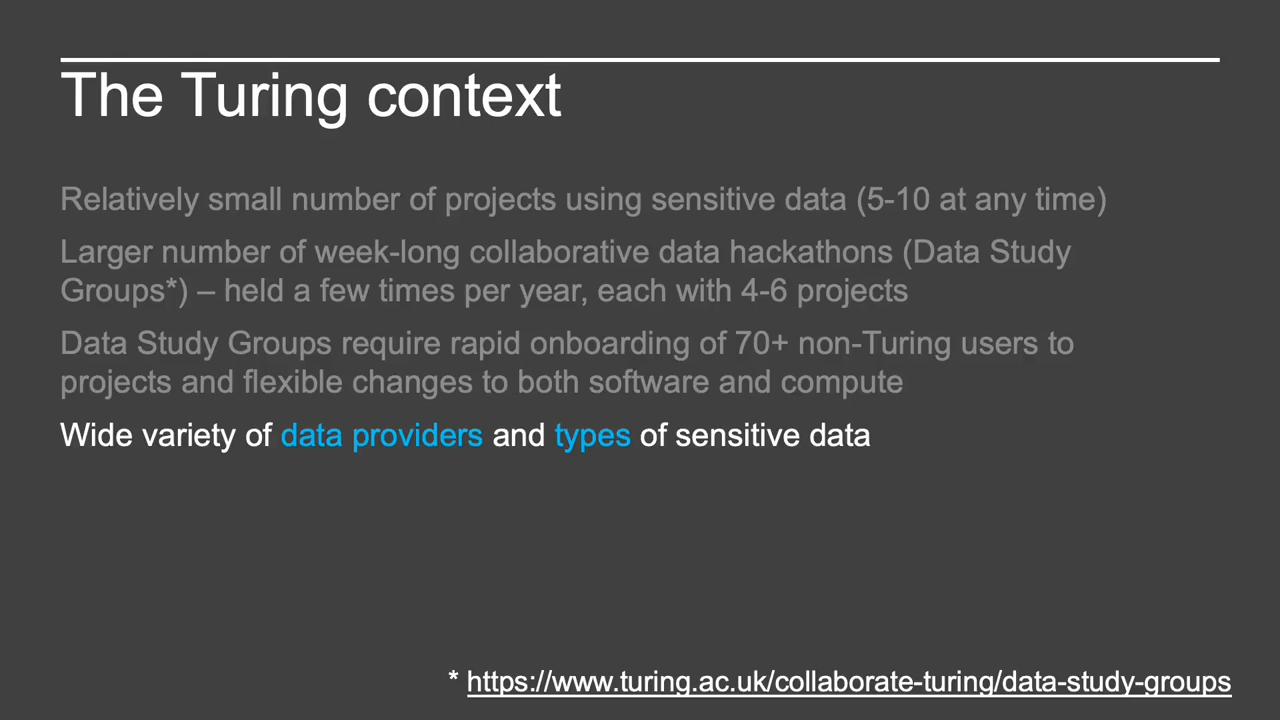 The Turing context
Relatively small number of projects using sensitive data (5-10 at any time)
Larger number of week-long collaborative data hackathons (Data Study
Groups*) – held a few times per year, each with 4-6 projects
Data Study Groups require rapid onboarding of 70+ non-Turing users to
projects and flexible changes to both software and compute
Wide variety of data providers and types of sensitive data
* https://www.turing.ac.uk/collaborate-turing/data-study-groups